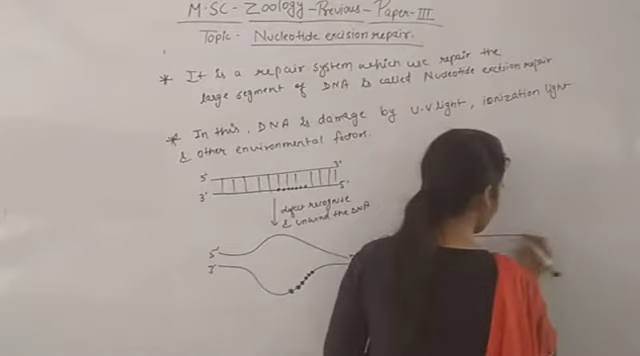 M.SC- Zoology - Previous - Paper - III
Topic - Nucleotide excision repair.
* It is a repair system which we repair the
large segment of DNA is called Nucleotide excision repair
* In this, DNA is damage by U.V light, ionization light
& other environmental factors.
5' 3'
3' 5'
recognise
& unwind the DNA
5'
3'